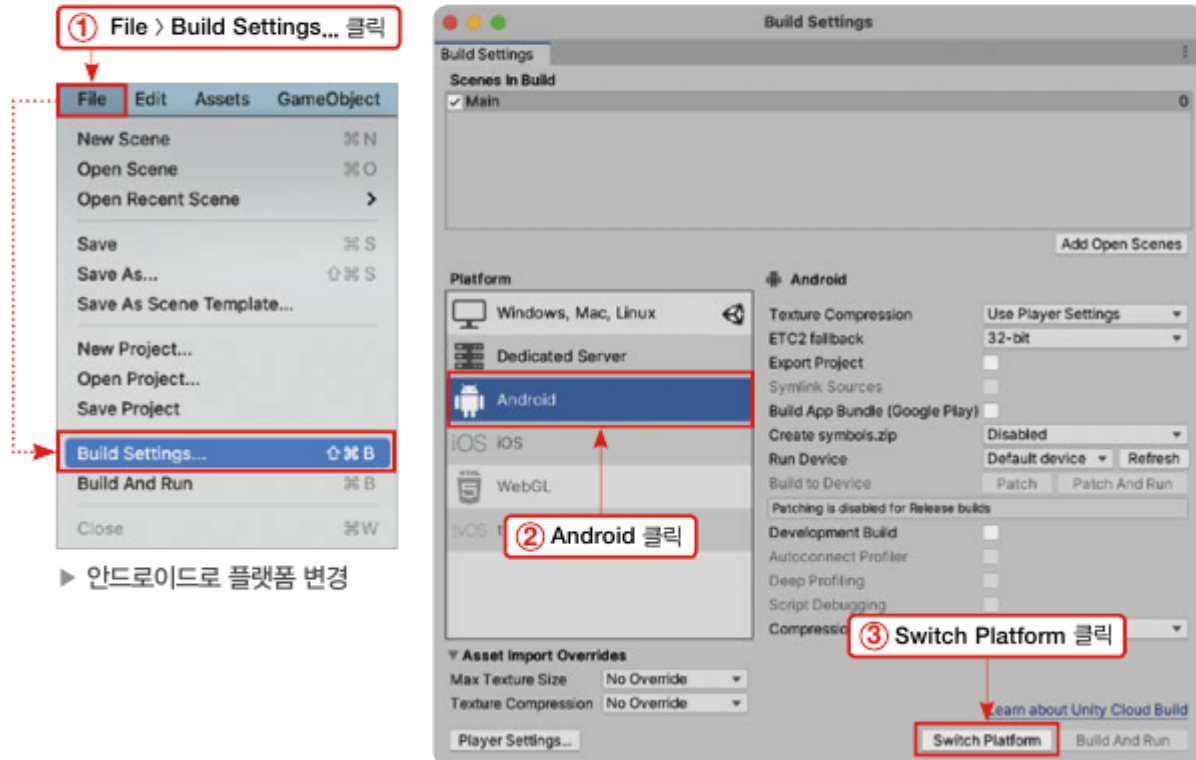 ① File > Build Settings... 클릭
File Edit Assets GameObject
New Scene ⌘ N
Open Scene ⌘ O
Open Recent Scene >
Save ⌘ S
Save As... ⇧ ⌘ S
Save As Scene Template...
New Project...
Open Project...
Save Project
Build Settings... ⇧ ⌘ B
Build And Run ⌘ B
Close ⌘ W
▶ 안드로이드로 플랫폼 변경
Build Settings
Build Settings
Scenes In Build
Main 0
Add Open Scenes
Platform
Windows, Mac, Linux
Dedicated Server
Android
iOS iOS
WebGL
tvOS
② Android 클릭
Android
Texture Compression Use Player Settings
ETC2 fallback 32-bit
Export Project
Symlink Sources
Build App Bundle (Google Play)
Create symbols.zip Disabled
Run Device Default device Refresh
Build to Device Patch Patch And Run
Patching is disabled for Release builds
Development Build
Autoconnect Profiler
Deep Profiling
Script Debugging
③ Switch Platform 클릭
Asset Import Overrides
Max Texture Size No Override
Texture Compression No Override
Learn about Unity Cloud Build
Player Settings... Switch Platform Build And Run